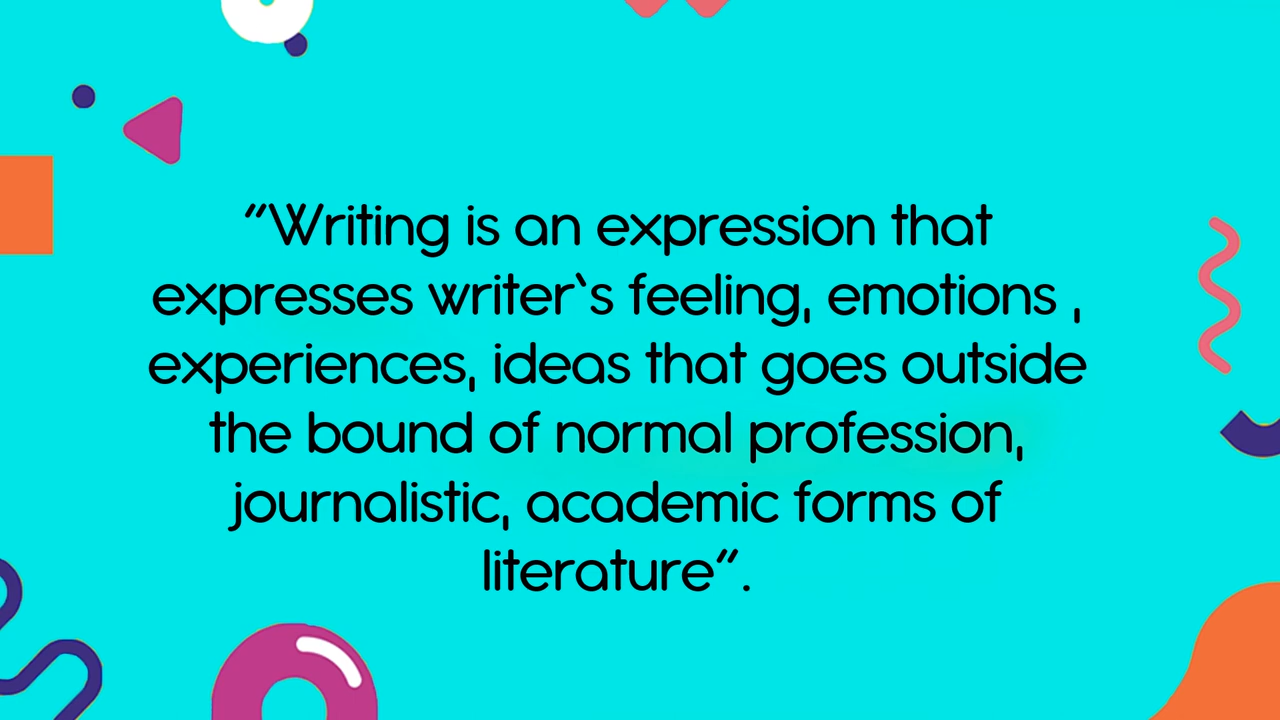 "Writing is an expression that
expresses writer`s feeling, emotions ,
experiences, ideas that goes outside
the bound of normal profession,
journalistic, academic forms of
literature".